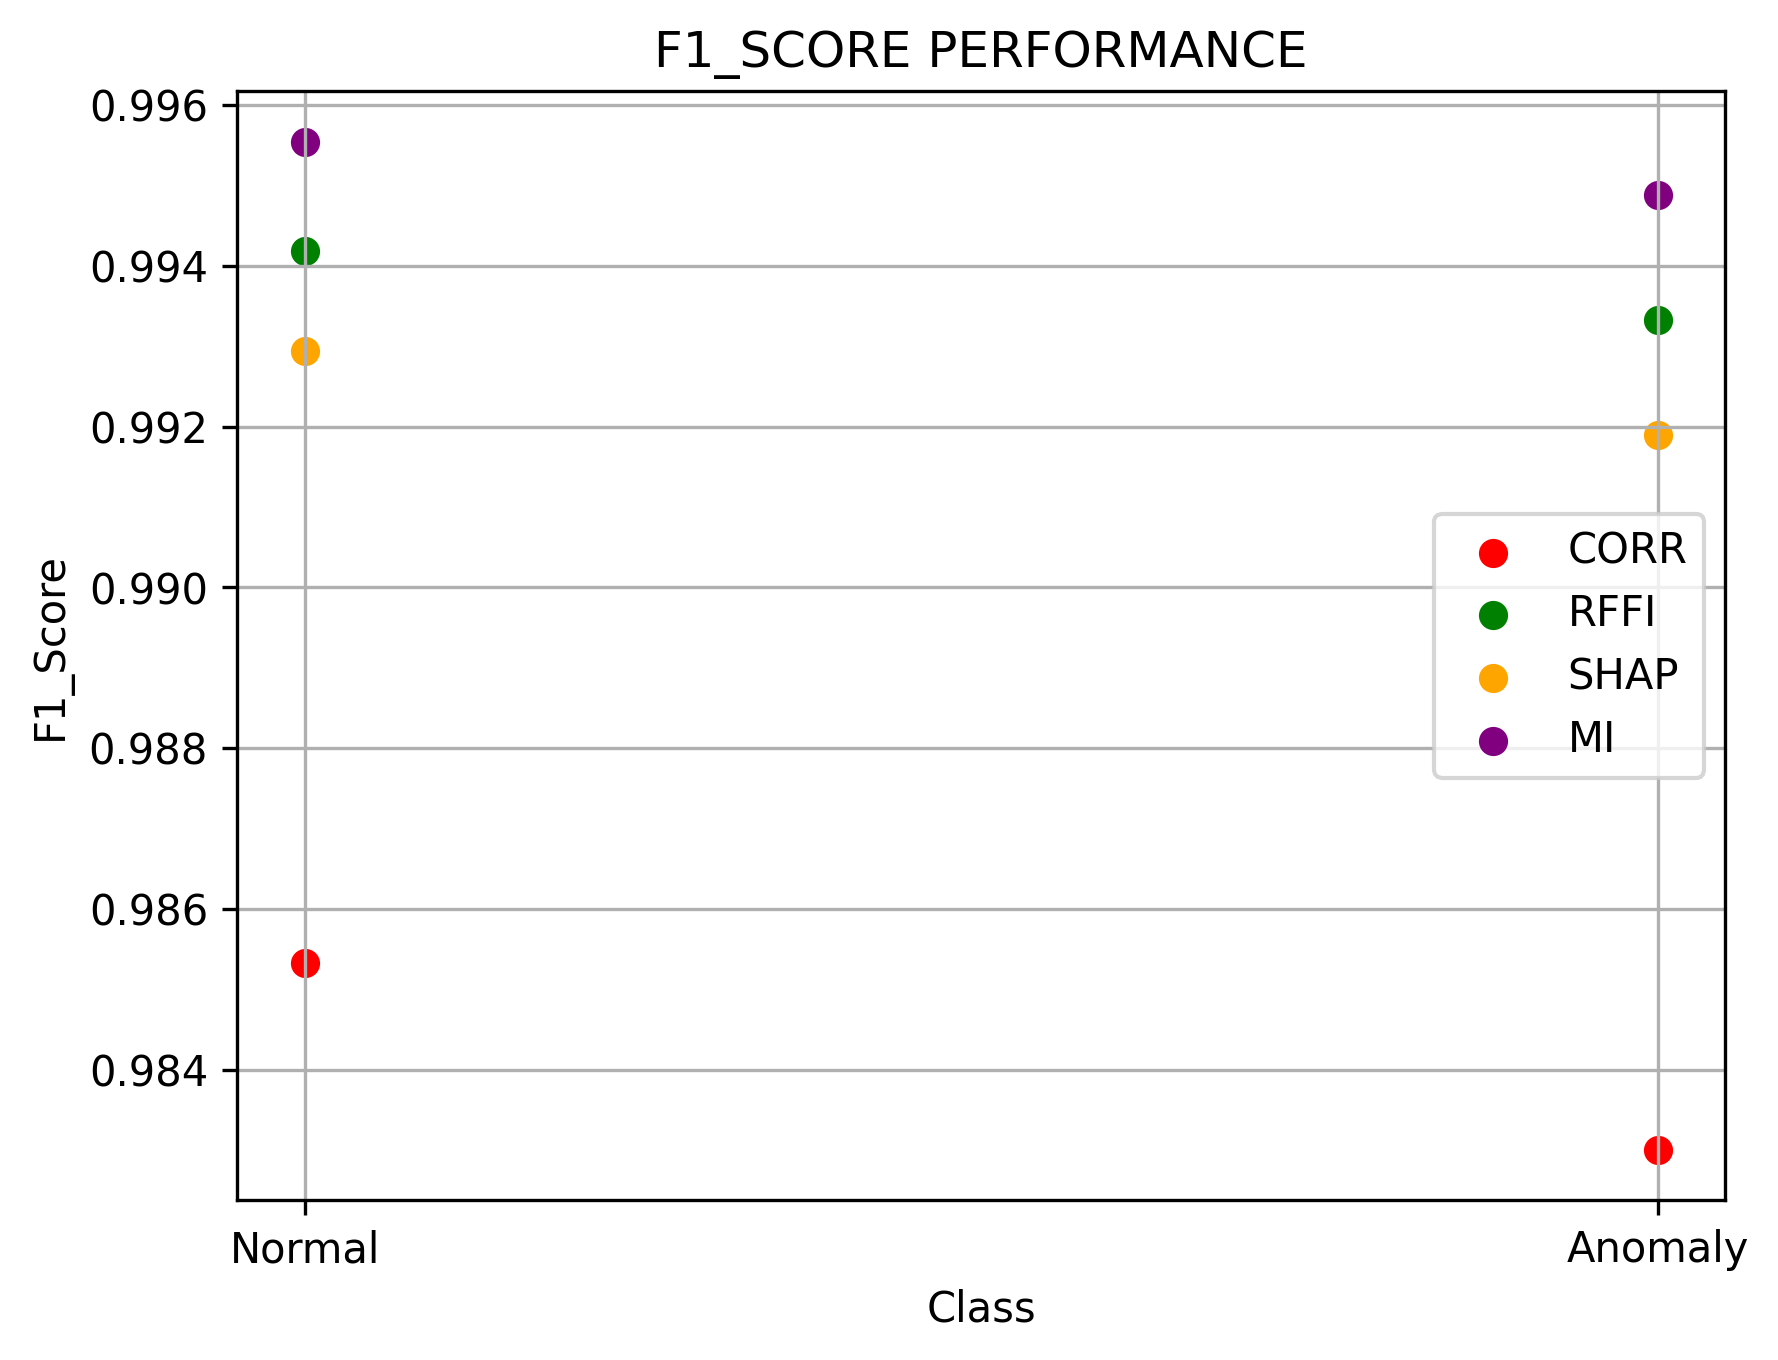 F1_SCORE PERFORMANCE
0.996
0.994
0.992
0.990
0.988
0.986
0.984
F1_Score
CORR
RFFI
SHAP
MI
Normal
Anomaly
Class